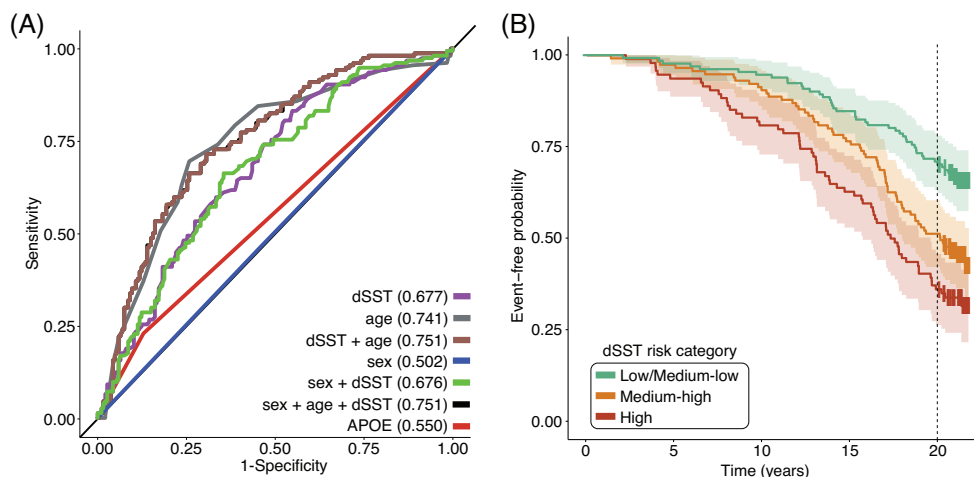 (A)
1.00
0.75
0.50
0.25
0.00
Sensitivity
dSST (0.677)
age (0.741)
dSST + age (0.751)
sex (0.502)
sex + dSST (0.676)
sex + age + dSST (0.751)
APOE (0.550)
0.00 0.25 0.50 0.75 1.00
1-Specificity
(B)
1.00
0.75
0.50
0.25
0.00
Event-free probability
dSST risk category
Low/Medium-low
Medium-high
High
0 5 10 15 20
Time (years)